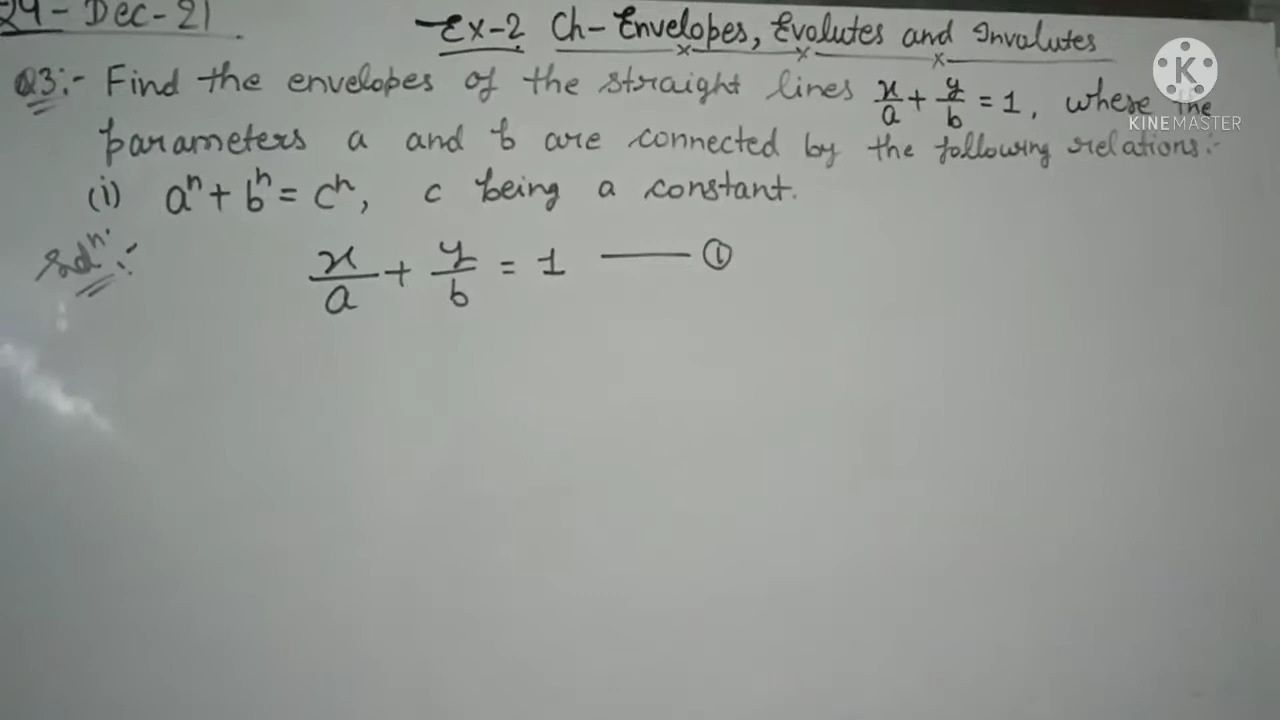 24-Dec-21
Ex-2 Ch-Envelopes, Evolutes and Invalutes
Q3:- Find the envelopes of the straight lines x/a + y/b = 1, where the
parameters a and b are connected by the following relations:-
(i) aⁿ + bⁿ = cⁿ, c being a constant.
Solⁿ:- x/a + y/b = 1 —— ①
K
KINEMASTER